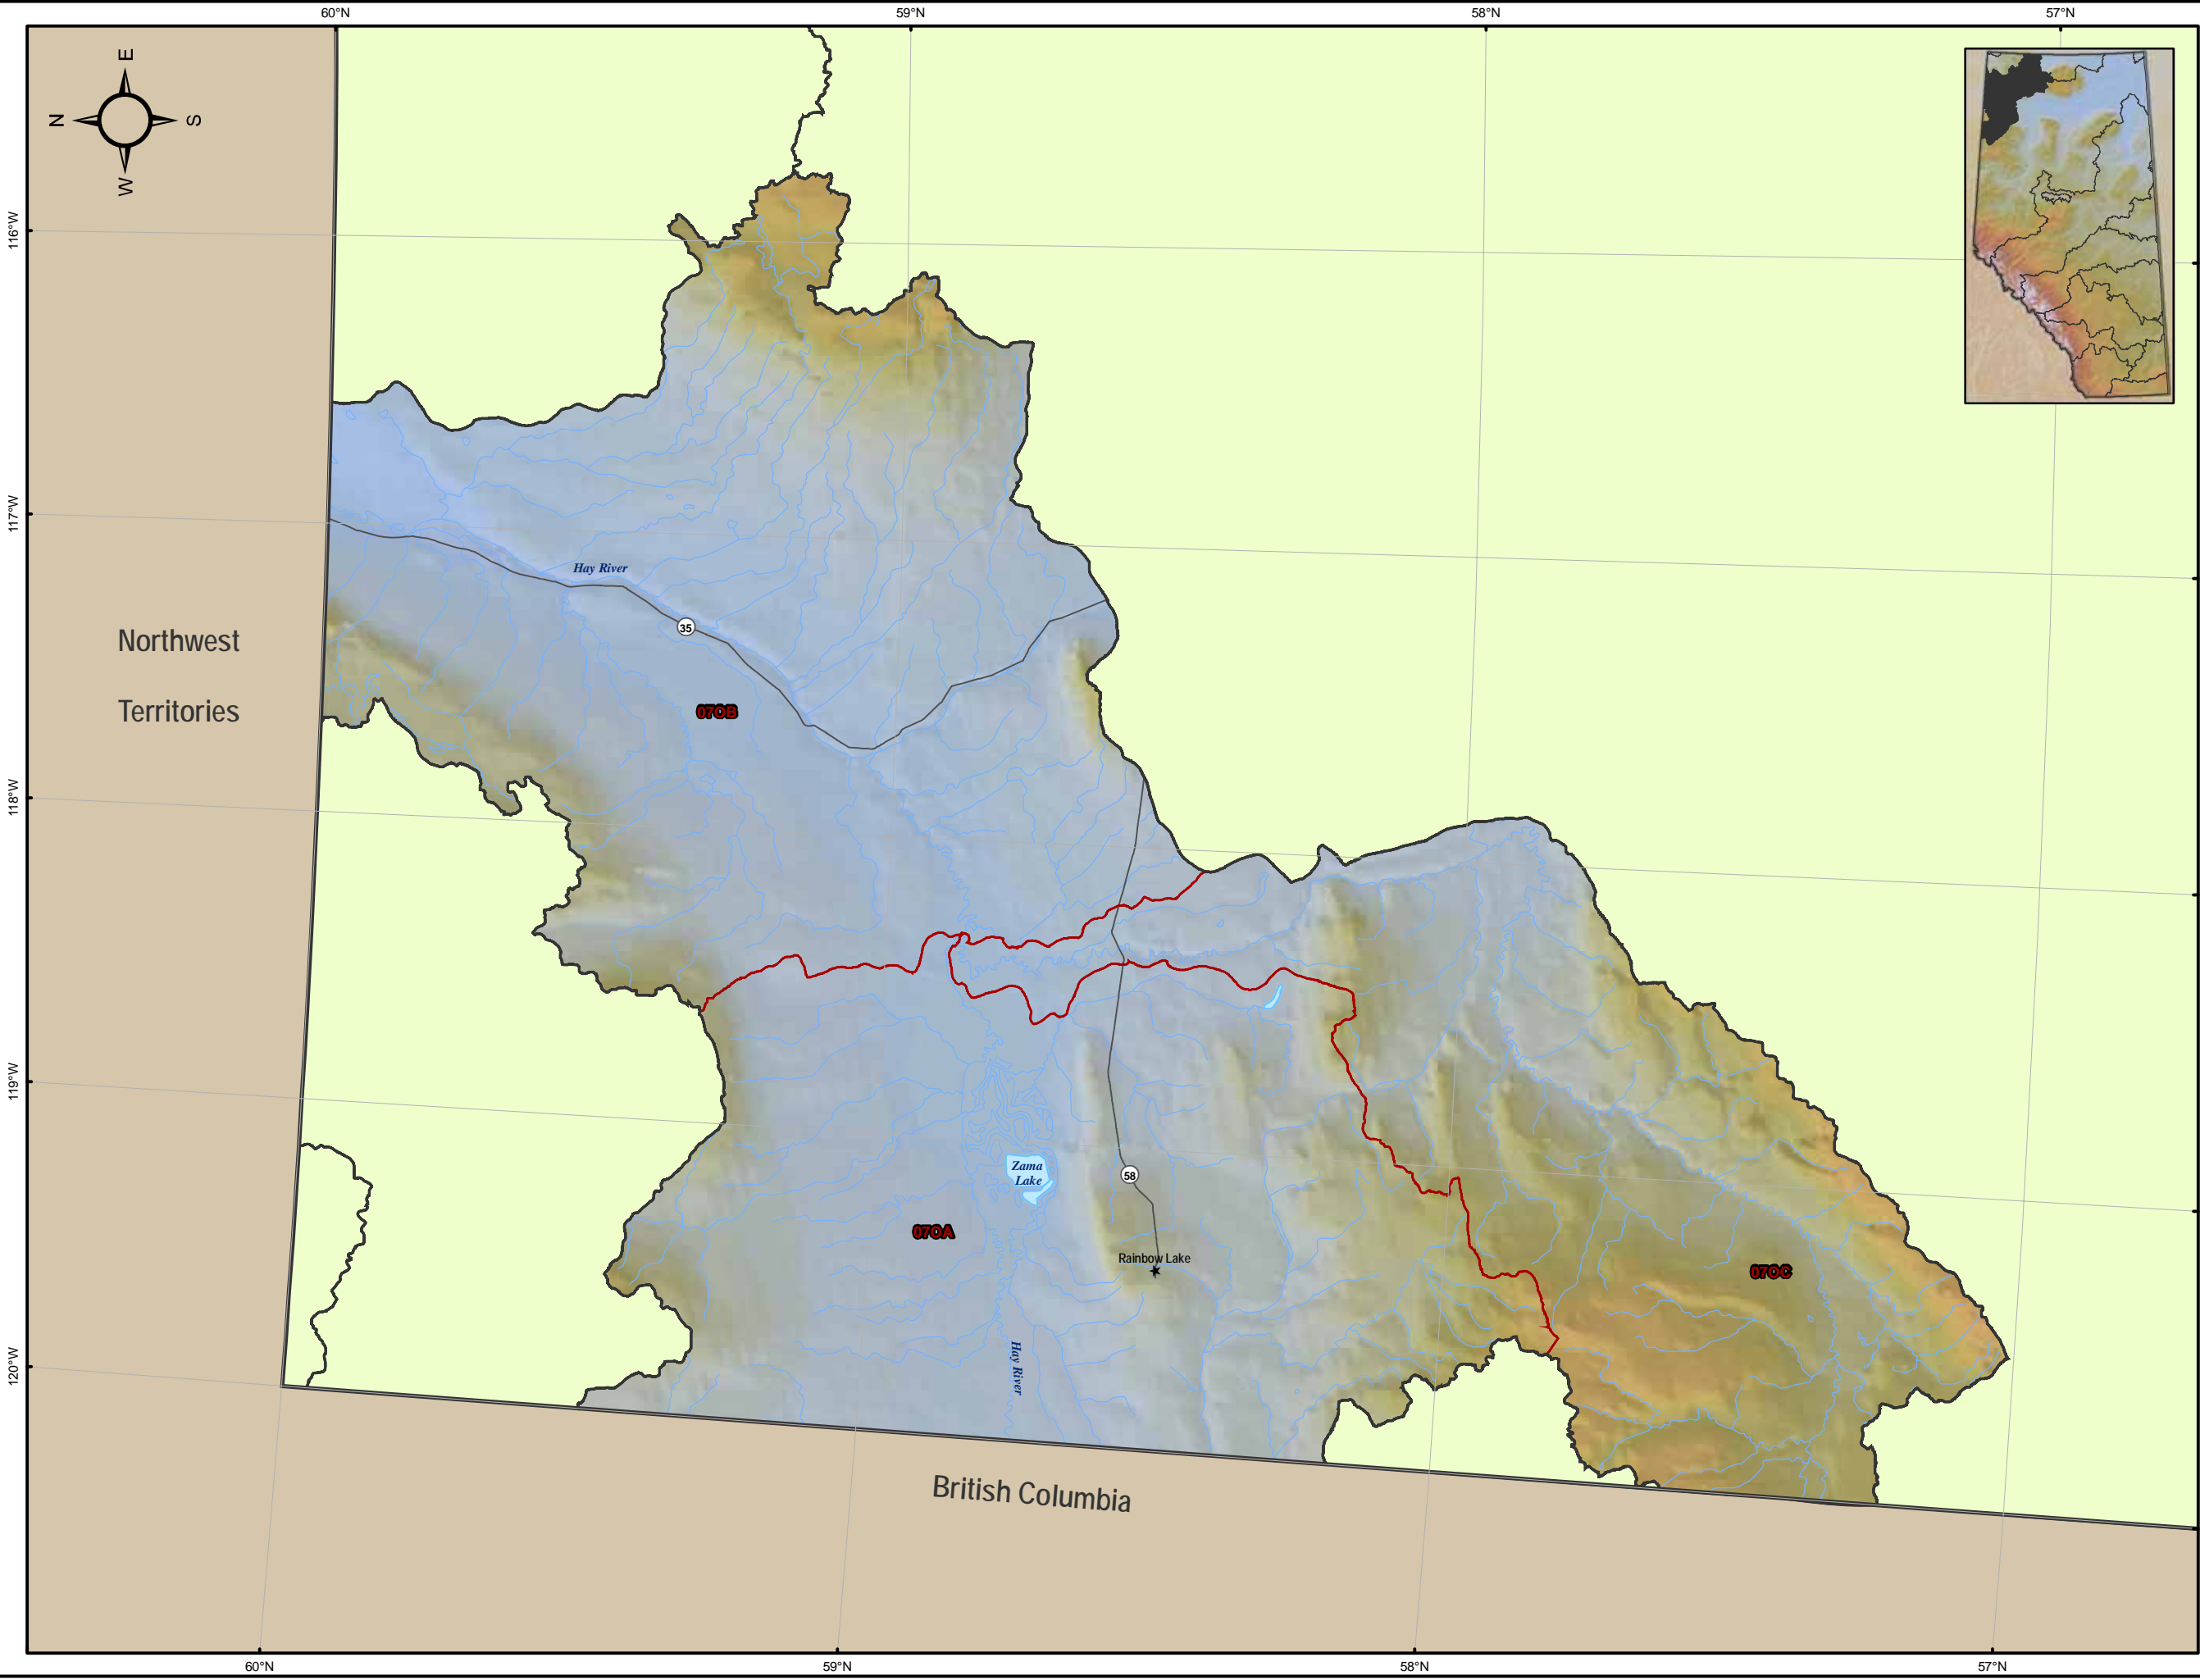 60°N
59°N
58°N
57°N
E
N
S
W
116°W
117°W
Hay River
35
Northwest
Territories
07OB
118°W
119°W
Zama
Lake
58
07OA
Rainbow Lake
07OC
120°W
Hay River
British Columbia
60°N
59°N
58°N
57°N